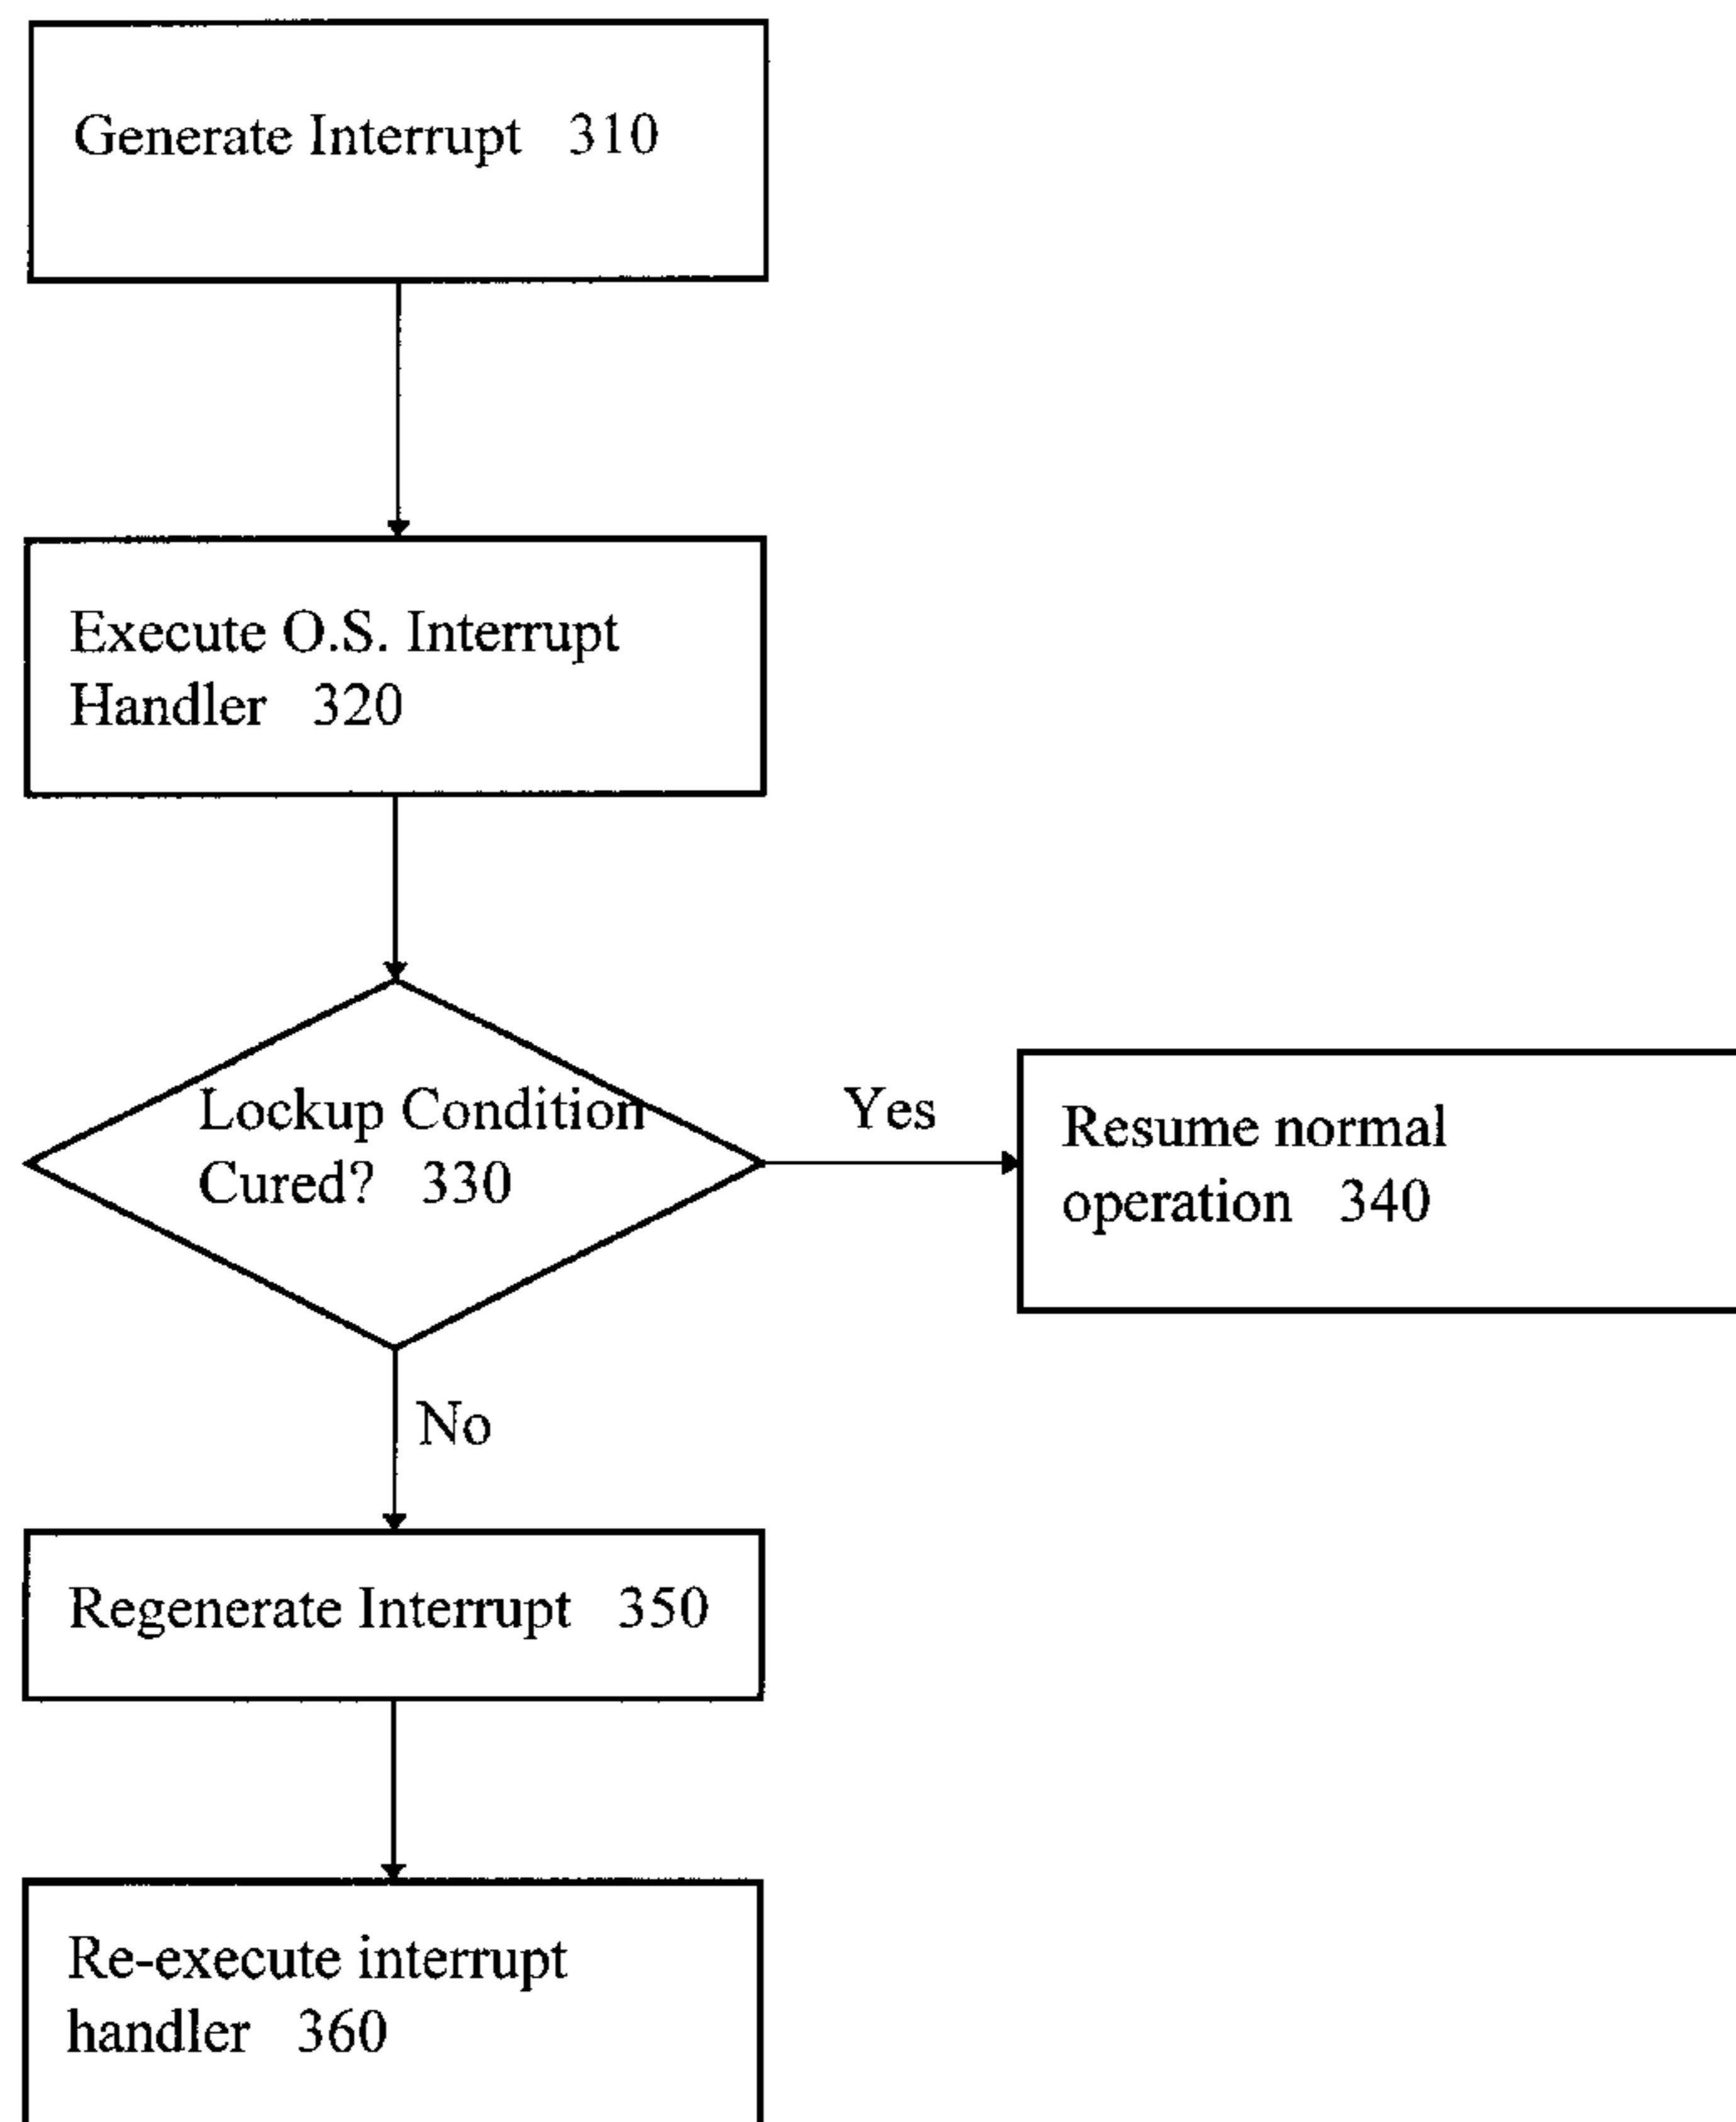 Generate Interrupt 310
Execute O.S. Interrupt
Handler 320
Lockup Condition
Cured? 330
Yes
Resume normal
operation 340
No
Regenerate Interrupt 350
Re-execute interrupt
handler 360